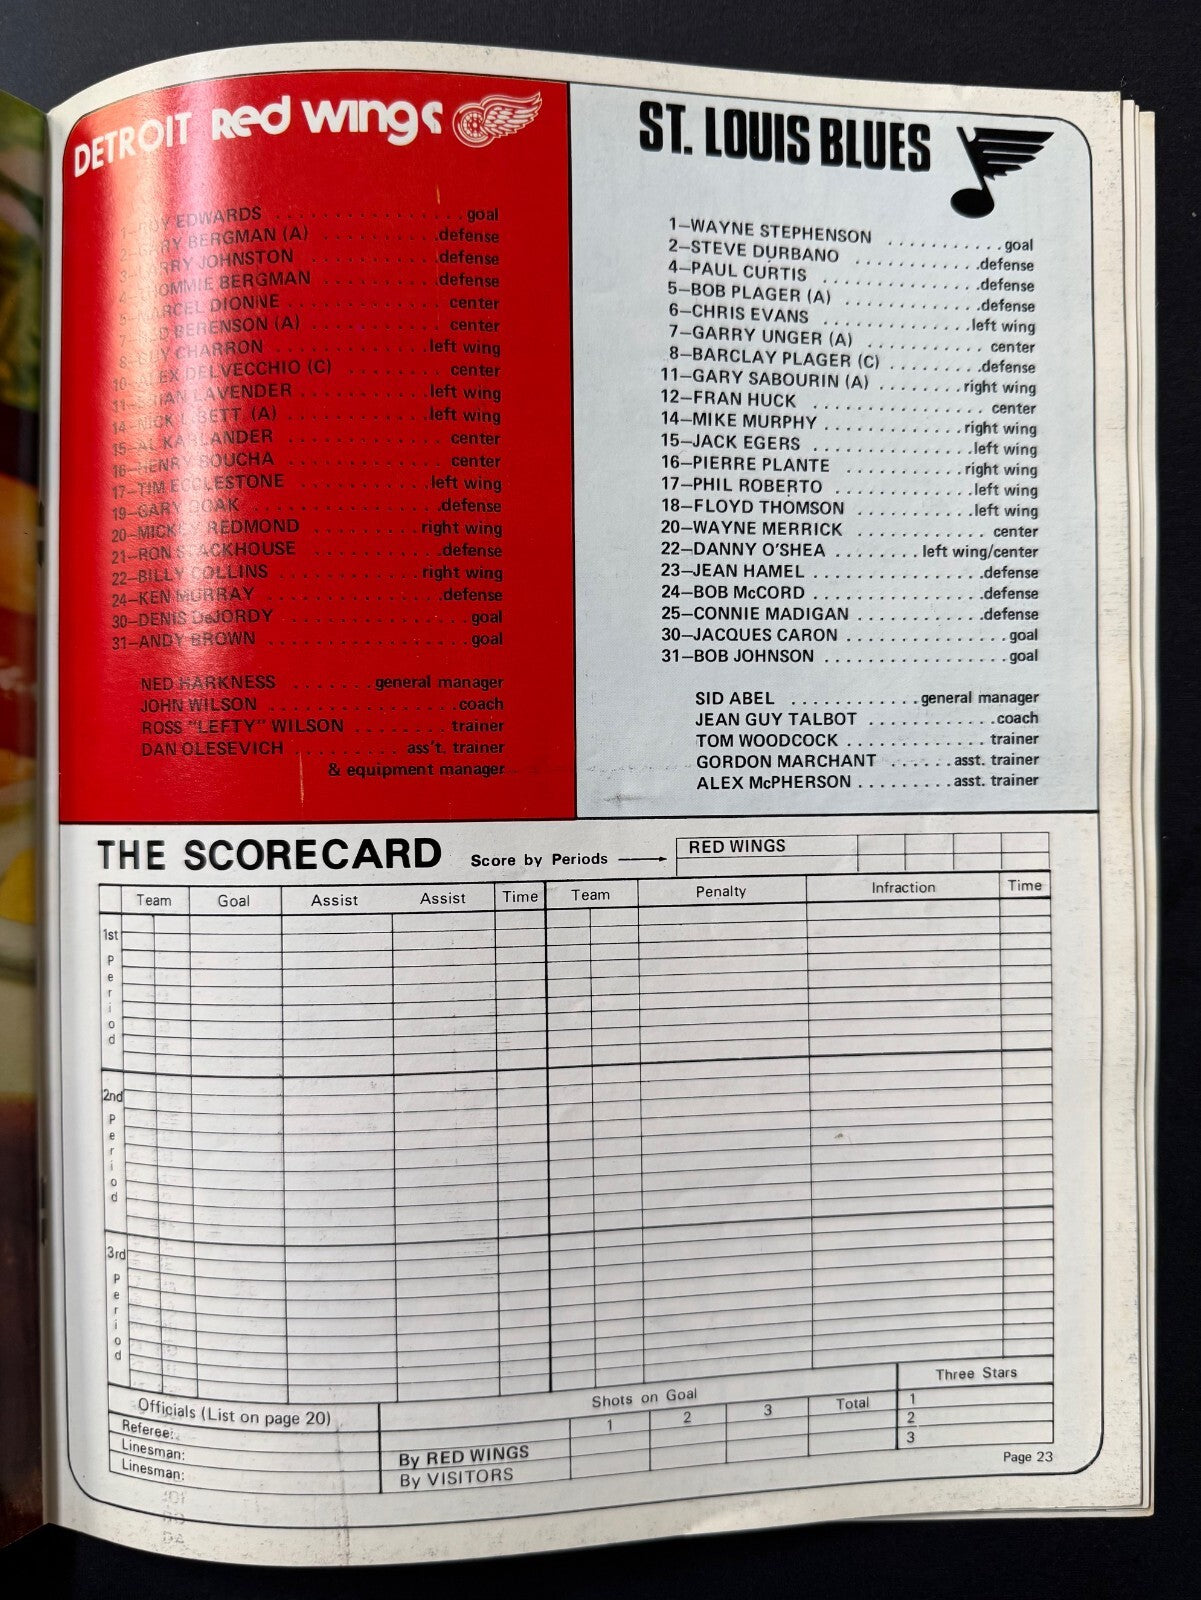 DETROIT Red Wings
1–ROY EDWARDS . . . . . . . . . . . . . . . . . goal
2–GARY BERGMAN (A) . . . . . . . . . . defense
3–LARRY JOHNSTON . . . . . . . . . . . defense
4–THOMMIE BERGMAN . . . . . . . . . defense
5–MARCEL DIONNE . . . . . . . . . . . . . center
7–RED BERENSON (A) . . . . . . . . . . . center
8–GUY CHARRON . . . . . . . . . . . . left wing
10–ALEX DELVECCHIO (C) . . . . . . . . center
11–BRIAN LAVENDER . . . . . . . . . left wing
14–NICK LIBETT (A) . . . . . . . . . . left wing
15–AL KARLANDER . . . . . . . . . . . . center
16–HENRY BOUCHA . . . . . . . . . . . . center
17–TIM ECCLESTONE . . . . . . . . . left wing
19–GARY DOAK . . . . . . . . . . . . . . defense
20–MICKEY REDMOND . . . . . . . . right wing
21–RON STACKHOUSE . . . . . . . . . defense
22–BILLY COLLINS . . . . . . . . . . right wing
24–KEN MURRAY . . . . . . . . . . . . . defense
30–DENIS DeJORDY . . . . . . . . . . . . . goal
31–ANDY BROWN . . . . . . . . . . . . . . goal
NED HARKNESS . . . . . . . general manager
JOHN WILSON . . . . . . . . . . . . . . . . coach
ROSS "LEFTY" WILSON . . . . . . . . trainer
DAN OLESEVICH . . . . . . . . . ass't. trainer
& equipment manager
ST. LOUIS BLUES
1–WAYNE STEPHENSON . . . . . . . . . . goal
2–STEVE DURBANO . . . . . . . . . . . defense
4–PAUL CURTIS . . . . . . . . . . . . . . defense
5–BOB PLAGER (A) . . . . . . . . . . . . defense
6–CHRIS EVANS . . . . . . . . . . . . . left wing
7–GARRY UNGER (A) . . . . . . . . . . . center
8–BARCLAY PLAGER (C) . . . . . . . . defense
11–GARY SABOURIN (A) . . . . . . . right wing
12–FRAN HUCK . . . . . . . . . . . . . . . center
14–MIKE MURPHY . . . . . . . . . . . right wing
15–JACK EGERS . . . . . . . . . . . . . left wing
16–PIERRE PLANTE . . . . . . . . . . right wing
17–PHIL ROBERTO . . . . . . . . . . . left wing
18–FLOYD THOMSON . . . . . . . . . left wing
20–WAYNE MERRICK . . . . . . . . . . . center
22–DANNY O'SHEA . . . . . . . left wing/center
23–JEAN HAMEL . . . . . . . . . . . . . . defense
24–BOB McCORD . . . . . . . . . . . . . . defense
25–CONNIE MADIGAN . . . . . . . . . . defense
30–JACQUES CARON . . . . . . . . . . . . . goal
31–BOB JOHNSON . . . . . . . . . . . . . . . goal
SID ABEL . . . . . . . . . . . general manager
JEAN GUY TALBOT . . . . . . . . . . . coach
TOM WOODCOCK . . . . . . . . . . . . trainer
GORDON MARCHANT . . . . . . asst. trainer
ALEX McPHERSON . . . . . . . . . asst. trainer
THE SCORECARD
Score by Periods
RED WINGS
Team Goal Assist Assist Time Team Penalty Infraction Time
1st Period
2nd Period
3rd Period
Officials (List on page 20)
Referee:
Linesman:
Linesman:
Shots on Goal
1 2 3 Total
By RED WINGS
By VISITORS
Three Stars
1
2
3
Page 23